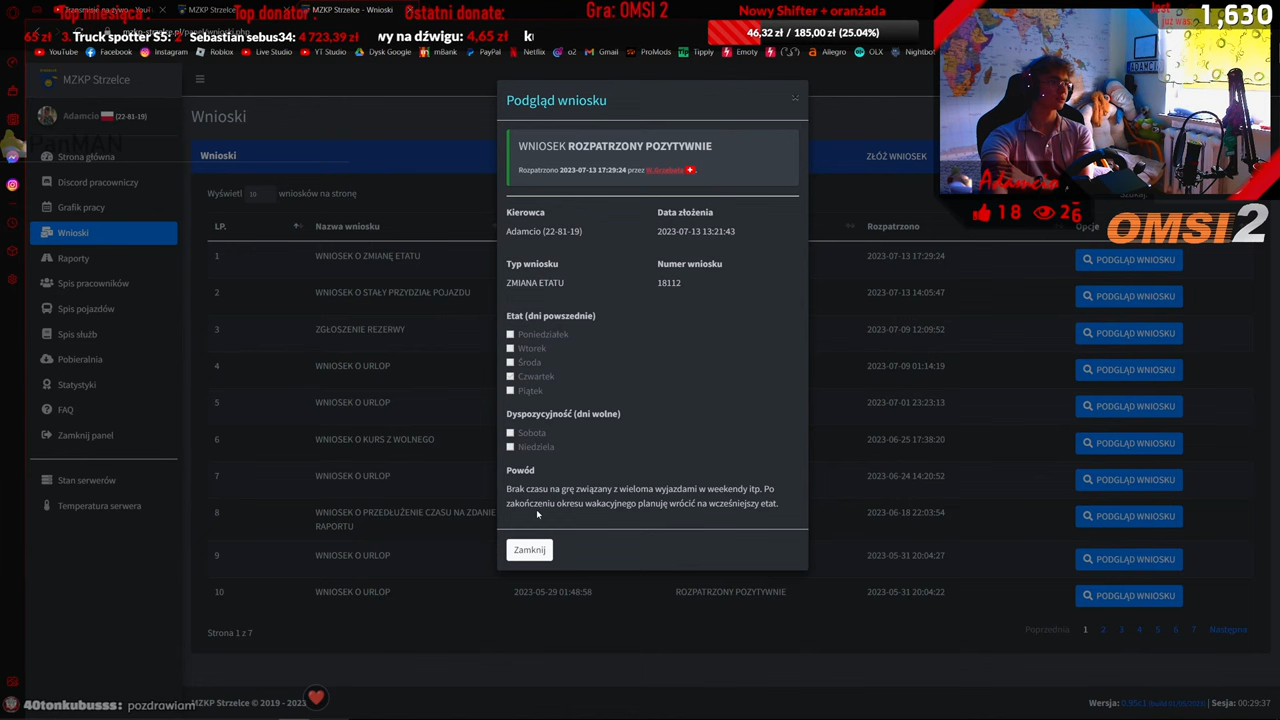 Top miesiąca :
Top donator :
Ostatni donate:
Gra: OMSI 2
Nowy Shifter + oranżada
1,630
Truck spotter S5: 2
Sebastian sebus34: 4 723,39 zł
wy na dźwigu: 4,65 zł
46,32 zł / 185,00 zł (25.04%)
MZKP Strzelce - Wnioski
YouTube
Facebook
Instagram
Roblox
Live Studio
YT Studio
Dysk Google
mBank
PayPal
Netflix
o2
Gmail
ProMods
Tipply
Emoty
Allegro
OLX
Nightbot
MZKP Strzelce
Adamcio (22-81-19)
PanMAN
Strona główna
Discord pracowniczy
Grafik pracy
Wnioski
Raporty
Spis pracowników
Spis pojazdów
Spis służb
Pobieralnia
Statystyki
FAQ
Zamknij panel
Stan serwerów
Temperatura serwera
Wnioski
Wnioski
ZŁÓŻ WNIOSEK
Wyświetl 10 wniosków na stronę
Szukaj:
LP.
Nazwa wniosku
Rozpatrzono
Opcje
1 WNIOSEK O ZMIANĘ ETATU 2023-07-13 17:29:24 PODGLĄD WNIOSKU
2 WNIOSEK O STAŁY PRZYDZIAŁ POJAZDU 2023-07-13 14:05:47 PODGLĄD WNIOSKU
3 ZGŁOSZENIE REZERWY 2023-07-09 12:09:52 PODGLĄD WNIOSKU
4 WNIOSEK O URLOP 2023-07-09 01:14:19 PODGLĄD WNIOSKU
5 WNIOSEK O URLOP 2023-07-01 23:23:13 PODGLĄD WNIOSKU
6 WNIOSEK O KURS Z WOLNEGO 2023-06-25 17:38:20 PODGLĄD WNIOSKU
7 WNIOSEK O URLOP 2023-06-24 14:20:52 PODGLĄD WNIOSKU
8 WNIOSEK O PRZEDŁUŻENIE CZASU NA ZDANIE 2023-06-18 22:03:54 PODGLĄD WNIOSKU
RAPORTU
9 WNIOSEK O URLOP 2023-05-31 20:04:27 PODGLĄD WNIOSKU
10 WNIOSEK O URLOP 2023-05-29 01:48:58 ROZPATRZONY POZYTYWNIE 2023-05-31 20:04:22 PODGLĄD WNIOSKU
Strona 1 z 7
Poprzednia 1 2 3 4 5 6 7 Następna
Podgląd wniosku
×
WNIOSEK ROZPATRZONY POZYTYWNIE
Rozpatrzono 2023-07-13 17:29:24 przez
Kierowca
Data złożenia
Adamcio (22-81-19)
2023-07-13 13:21:43
Typ wniosku
Numer wniosku
ZMIANA ETATU
18112
Etat (dni powszednie)
Poniedziałek
Wtorek
Środa
Czwartek
Piątek
Dyspozycyjność (dni wolne)
Sobota
Niedziela
Powód
Brak czasu na grę związany z wieloma wyjazdami w weekendy itp. Po
zakończeniu okresu wakacyjnego planuję wrócić na wcześniejszy etat.
Zamknij
Adamcio
18
OMSI 2
40tonkubusss: pozdrawiam
MZKP Strzelce © 2019 - 2023
Wersja: 0.95c1
Sesja: 00:29:37